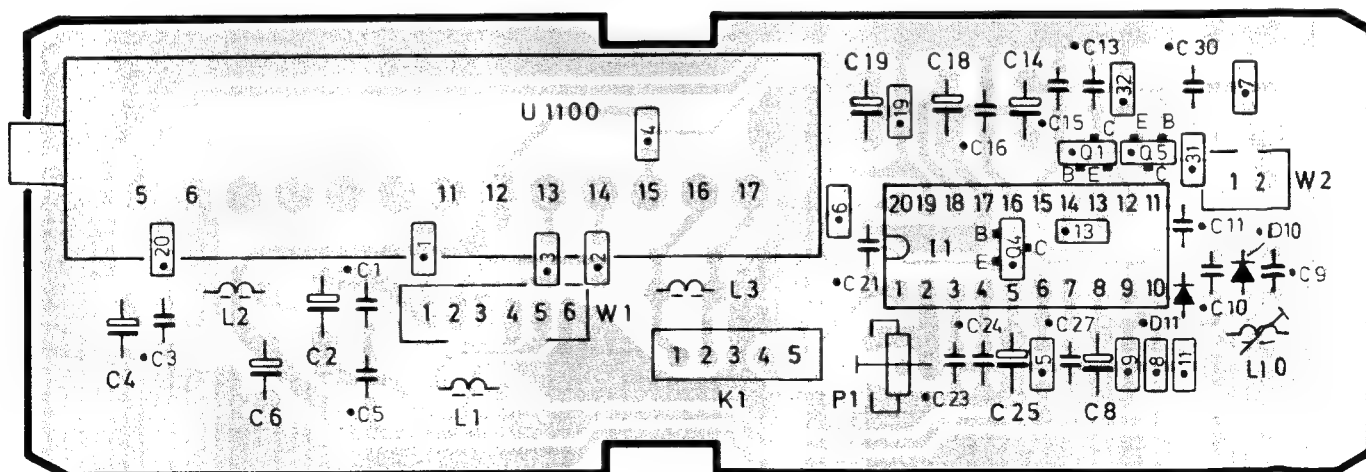 C13 C30
C19 C18 C14
32 7
U 1100
4 19
C15 C E B
C16
Q1 Q5 31
B E C
1 2 W2
5 6 11 12 13 14 15 16 17
6 20 19 18 17 16 15 14 13 12 11
C11 D10
B 13
I1 Q4 C
E
20 1 3 2
C1 C21 C9
L2 L3
1 2 3 4 5 6 7 8 9 10
C10
1 2 3 4 5 6 W1
C24 C27 D11
C3 C2
C4 1 2 3 4 5
5 9 8 11
L10
C6 C5 L1 K1 P1 C23 C25 C8